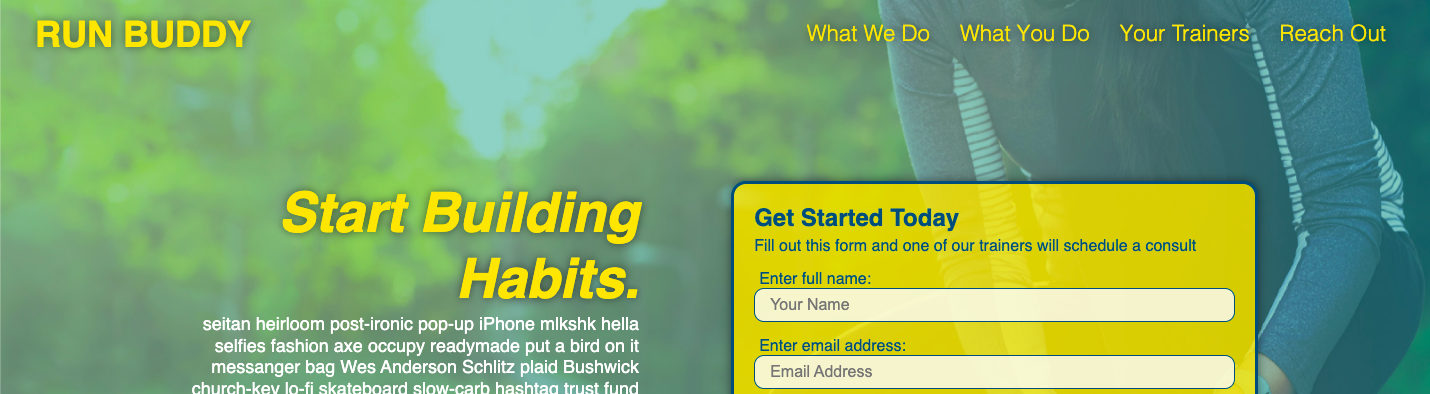 RUN BUDDY
What We Do What You Do Your Trainers Reach Out
Start Building
Habits.
seitan heirloom post-ironic pop-up iPhone mlkshk hella
selfies fashion axe occupy readymade put a bird on it
messanger bag Wes Anderson Schlitz plaid Bushwick
church-key lo-fi skateboard slow-carb hashtag trust fund
Get Started Today
Fill out this form and one of our trainers will schedule a consult
Enter full name:
Your Name
Enter email address:
Email Address